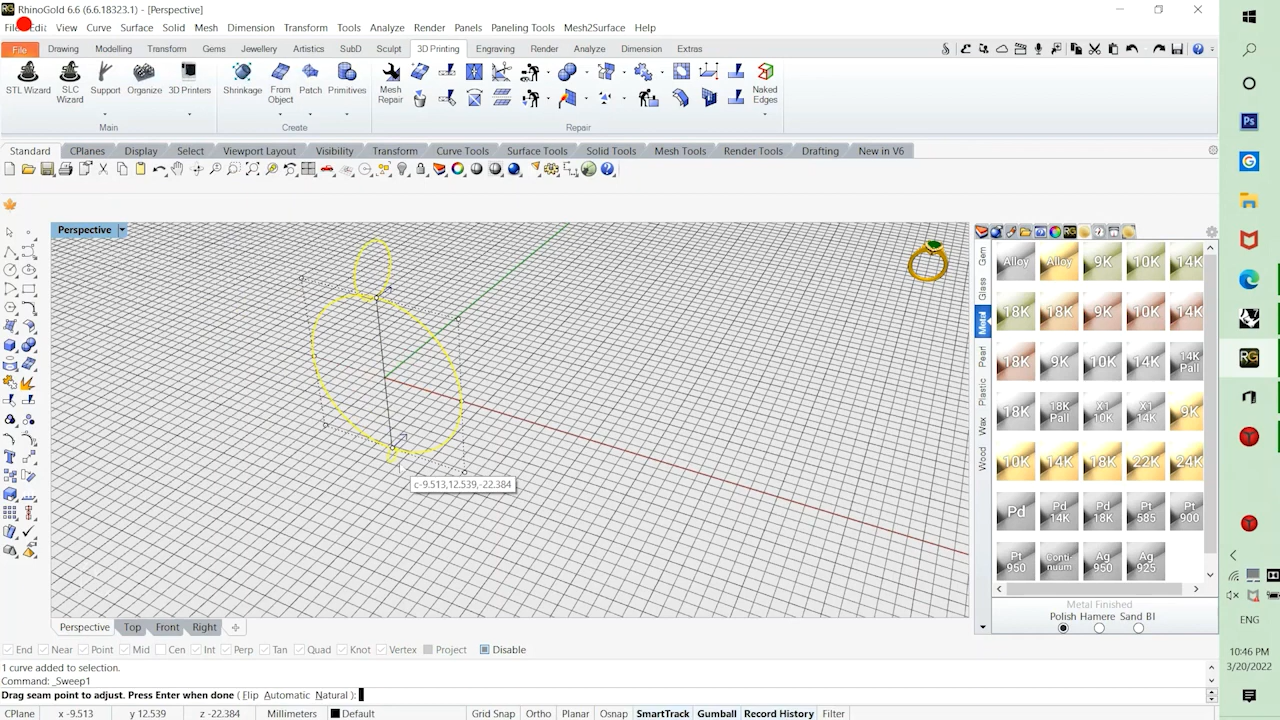 RhinoGold 6.6 (6.6.18323.1) - [Perspective]
File Edit View Curve Surface Solid Mesh Dimension Transform Tools Analyze Render Panels Paneling Tools Mesh2Surface Help
File Drawing Modelling Transform Gems Jewellery Artistics SubD Sculpt 3D Printing Engraving Render Analyze Dimension Extras
STL Wizard SLC Wizard Support Organize 3D Printers Shrinkage From Object Patch Primitives Mesh Repair Naked Edges
Main Create Repair
Standard CPlanes Display Select Viewport Layout Visibility Transform Curve Tools Surface Tools Solid Tools Mesh Tools Render Tools Drafting New in V6
Perspective
Gem
Glass
Metal
Pearl
Plastic
Wax
Wood
Alloy Alloy 9K 10K 14K
18K 18K 9K 10K 14K
18K 9K 10K 14K 14K Pall
18K 18K Pall X1 10K X1 14K 9K
10K 14K 18K 22K 24K
Pd Pd 14K Pd 18K Pt 585 Pt 900
Pt 950 Conti nuum Ag 950 Ag 925
Metal Finished
Polish Hamere Sand Bl
c-9.513,12.539,-22.384
Perspective Top Front Right
End Near Point Mid Cen Int Perp Tan Quad Knot Vertex Project Disable
1 curve added to selection.
Command: _Sweep1
Drag seam point to adjust. Press Enter when done ( Flip Automatic Natural ):
CPlane x -9.513 y 12.539 z -22.384 Millimeters Default Grid Snap Ortho Planar Osnap SmartTrack Gumball Record History Filter
Ps
G
RG
ENG
10:46 PM
3/20/2022